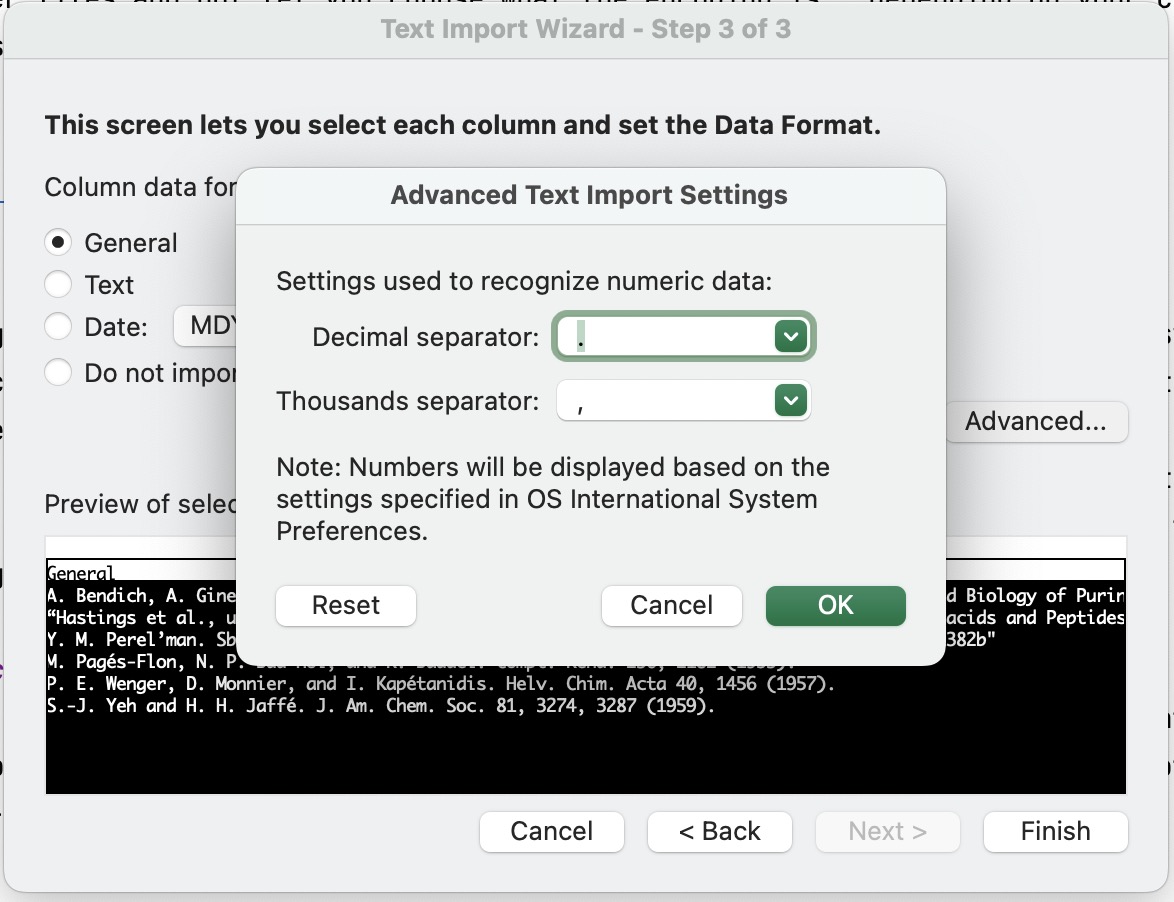 Text Import Wizard - Step 3 of 3
This screen lets you select each column and set the Data Format.
Column data for
General
Text
Date: MDY
Do not impor
Advanced...
Preview of selec
Advanced Text Import Settings
Settings used to recognize numeric data:
Decimal separator: .
Thousands separator: ,
Note: Numbers will be displayed based on the
settings specified in OS International System
Preferences.
Reset Cancel OK
General
A. Bendich, A. Gine d Biology of Purin
“Hastings et al., u acids and Peptides
Y. M. Perel’man. Sb 382b"
M. Pagés-Flon, N. P.
P. E. Wenger, D. Monnier, and I. Kapétanidis. Helv. Chim. Acta 40, 1456 (1957).
S.-J. Yeh and H. H. Jaffé. J. Am. Chem. Soc. 81, 3274, 3287 (1959).
Cancel < Back Next > Finish